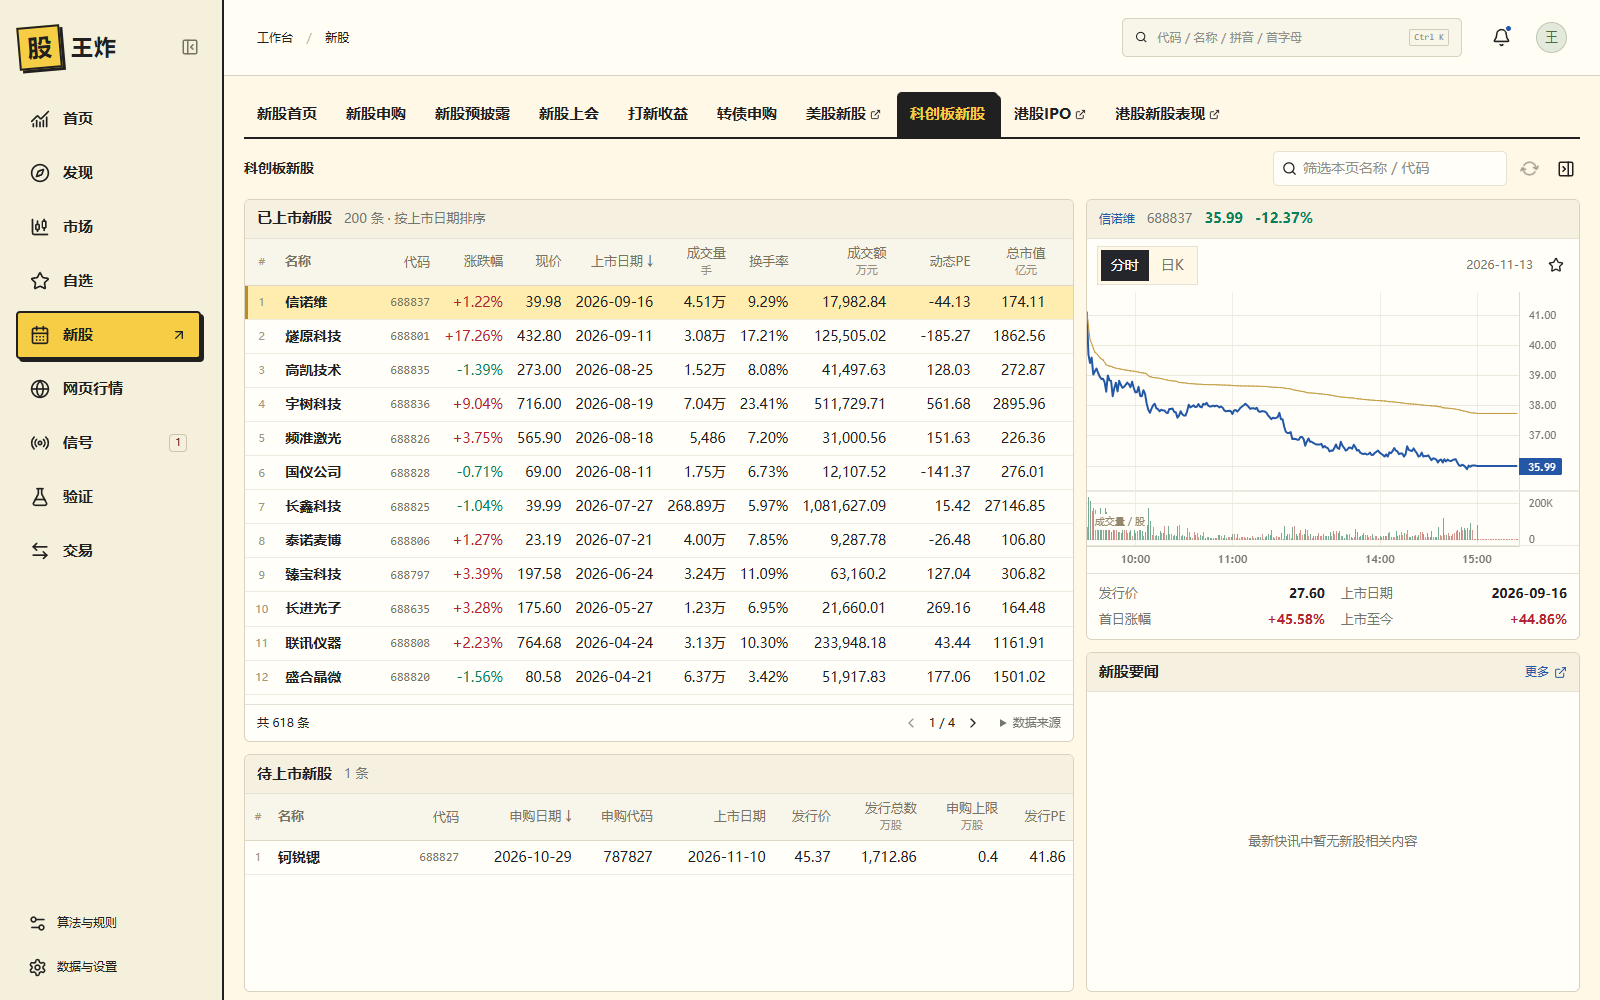 股 王炸
首页
发现
市场
自选
新股
网页行情
信号 1
验证
交易
算法与规则
数据与设置
工作台 / 新股
代码 / 名称 / 拼音 / 首字母 Ctrl K
王
新股首页 新股申购 新股预披露 新股上会 打新收益 转债申购 美股新股 科创板新股 港股IPO 港股新股表现
科创板新股
筛选本页名称 / 代码
已上市新股 200 条 · 按上市日期排序
# 名称 代码 涨跌幅 现价 上市日期↓ 成交量 手 换手率 成交额 万元 动态PE 总市值 亿元
1 信诺维 688837 +1.22% 39.98 2026-09-16 4.51万 9.29% 17,982.84 -44.13 174.11
2 燧原科技 688801 +17.26% 432.80 2026-09-11 3.08万 17.21% 125,505.02 -185.27 1862.56
3 高凯技术 688835 -1.39% 273.00 2026-08-25 1.52万 8.08% 41,497.63 128.03 272.87
4 宇树科技 688836 +9.04% 716.00 2026-08-19 7.04万 23.41% 511,729.71 561.68 2895.96
5 频准激光 688826 +3.75% 565.90 2026-08-18 5,486 7.20% 31,000.56 151.63 226.36
6 国仪公司 688828 -0.71% 69.00 2026-08-11 1.75万 6.73% 12,107.52 -141.37 276.01
7 长鑫科技 688825 -1.04% 39.99 2026-07-27 268.89万 5.97% 1,081,627.09 15.42 27146.85
8 泰诺麦博 688806 +1.27% 23.19 2026-07-21 4.00万 7.85% 9,287.78 -26.48 106.80
9 臻宝科技 688797 +3.39% 197.58 2026-06-24 3.24万 11.09% 63,160.2 127.04 306.82
10 长进光子 688635 +3.28% 175.60 2026-05-27 1.23万 6.95% 21,660.01 269.16 164.48
11 联讯仪器 688808 +2.23% 764.68 2026-04-24 3.13万 10.30% 233,948.18 43.44 1161.91
12 盛合晶微 688820 -1.56% 80.58 2026-04-21 6.37万 3.42% 51,917.83 177.06 1501.02
共 618 条 1 / 4 数据来源
待上市新股 1 条
# 名称 代码 申购日期↓ 申购代码 上市日期 发行价 发行总数 万股 申购上限 万股 发行PE
1 钶锐锶 688827 2026-10-29 787827 2026-11-10 45.37 1,712.86 0.4 41.86
信诺维 688837 35.99 -12.37%
分时 日K 2026-11-13
41.00
40.00
39.00
38.00
37.00
35.99
成交量 / 股 200K
0
10:00 11:00 14:00 15:00
发行价 27.60 上市日期 2026-09-16
首日涨幅 +45.58% 上市至今 +44.86%
新股要闻 更多
最新快讯中暂无新股相关内容